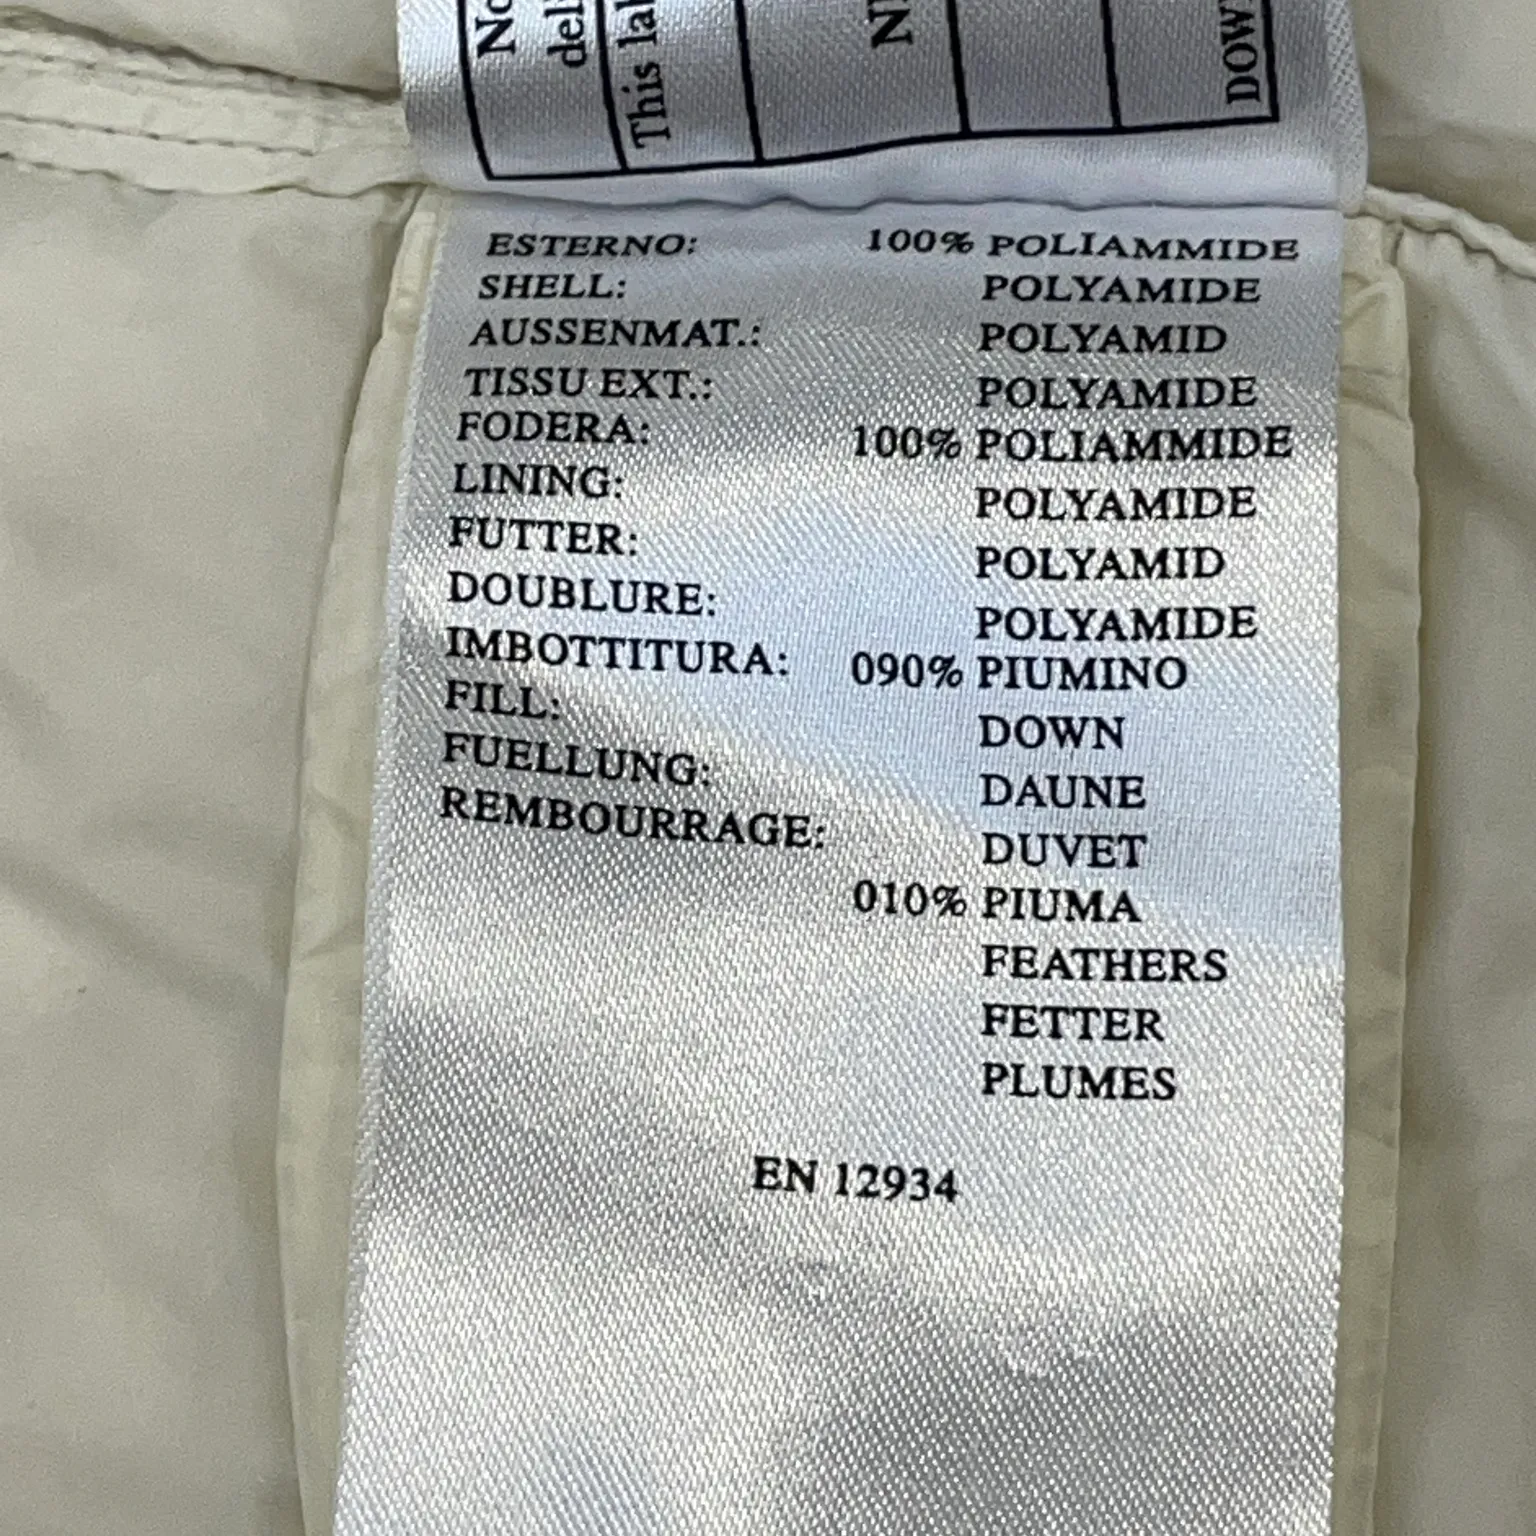 This
ESTERNO: 100% POLIAMMIDE
SHELL: POLYAMIDE
AUSSENMAT.: POLYAMID
TISSU EXT.: POLYAMIDE
FODERA: 100% POLIAMMIDE
LINING: POLYAMIDE
FUTTER: POLYAMID
DOUBLURE: POLYAMIDE
IMBOTTITURA: 090% PIUMINO
FILL: DOWN
FUELLUNG: DAUNE
REMBOURRAGE: DUVET
010% PIUMA
FEATHERS
FETTER
PLUMES
EN 12934